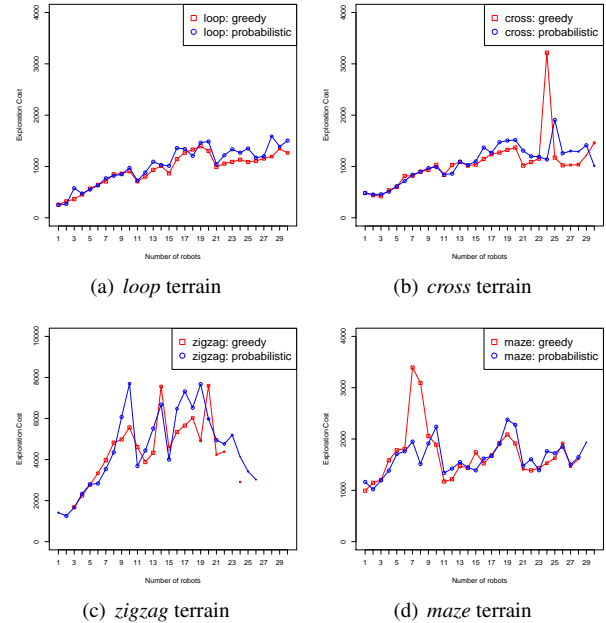 loop: greedy
loop: probabilistic
Exploration Cost
0 1000 2000 3000 4000
1 3 5 7 9 11 13 15 17 19 21 23 25 27 29
Number of robots
(a) loop terrain
cross: greedy
cross: probabilistic
Exploration Cost
0 1000 2000 3000 4000
1 3 5 7 9 11 13 15 17 19 21 23 25 27 29
Number of robots
(b) cross terrain
zigzag: greedy
zigzag: probabilistic
Exploration Cost
0 2000 4000 6000 8000 10000
1 3 5 7 9 11 13 15 17 19 21 23 25 27 29
Number of robots
(c) zigzag terrain
maze: greedy
maze: probabilistic
Exploration Cost
0 1000 2000 3000 4000
1 3 5 7 9 11 13 15 17 19 21 23 25 27 29
Number of robots
(d) maze terrain